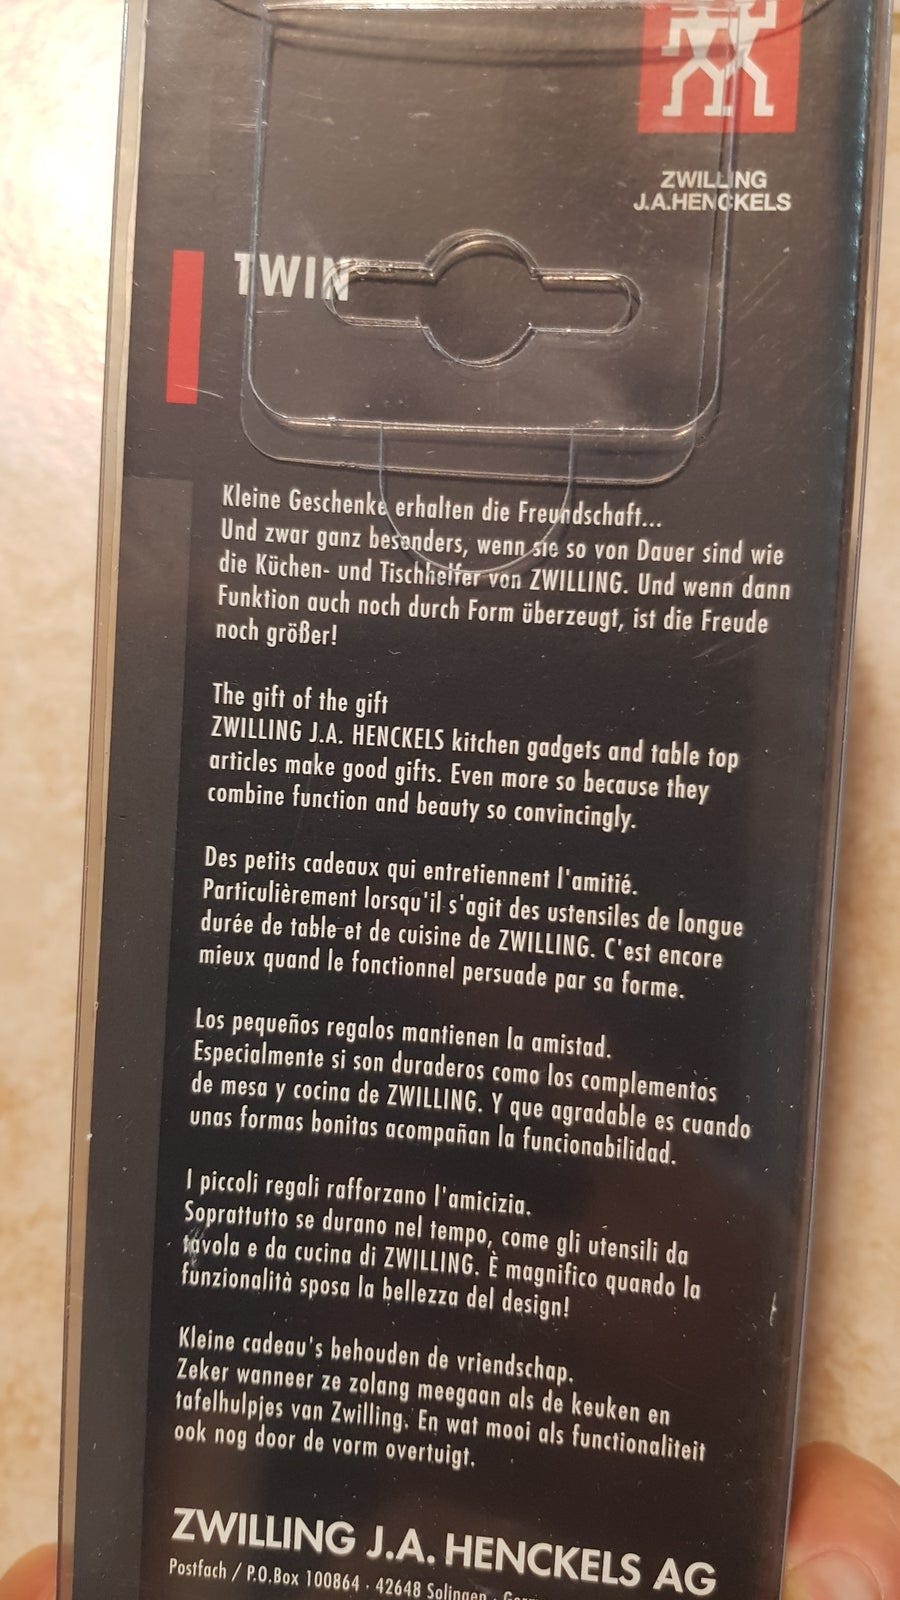 ZWILLING
J.A.HENCKELS
TWIN
Kleine Geschenke erhalten die Freundschaft...
Und zwar ganz besonders, wenn sie so von Dauer sind wie
die Küchen- und Tischhelfer von ZWILLING. Und wenn dann
Funktion auch noch durch Form überzeugt, ist die Freude
noch größer!
The gift of the gift
ZWILLING J.A. HENCKELS kitchen gadgets and table top
articles make good gifts. Even more so because they
combine function and beauty so convincingly.
Des petits cadeaux qui entretiennent l'amitié.
Particulièrement lorsqu'il s'agit des ustensiles de longue
durée de table et de cuisine de ZWILLING. C'est encore
mieux quand le fonctionnel persuade par sa forme.
Los pequeños regalos mantienen la amistad.
Especialmente si son duraderos como los complementos
de mesa y cocina de ZWILLING. Y que agradable es cuando
unas formas bonitas acompañan la funcionabilidad.
I piccoli regali rafforzano l'amicizia.
Soprattutto se durano nel tempo, come gli utensili da
tavola e da cucina di ZWILLING. È magnifico quando la
funzionalità sposa la bellezza del design!
Kleine cadeau's behouden de vriendschap.
Zeker wanneer ze zolang meegaan als de keuken en
tafelhulpjes van Zwilling. En wat mooi als functionaliteit
ook nog door de vorm overtuigt.
ZWILLING J.A. HENCKELS AG
Postfach / P.O.Box 100864 · 42648 Solingen ·